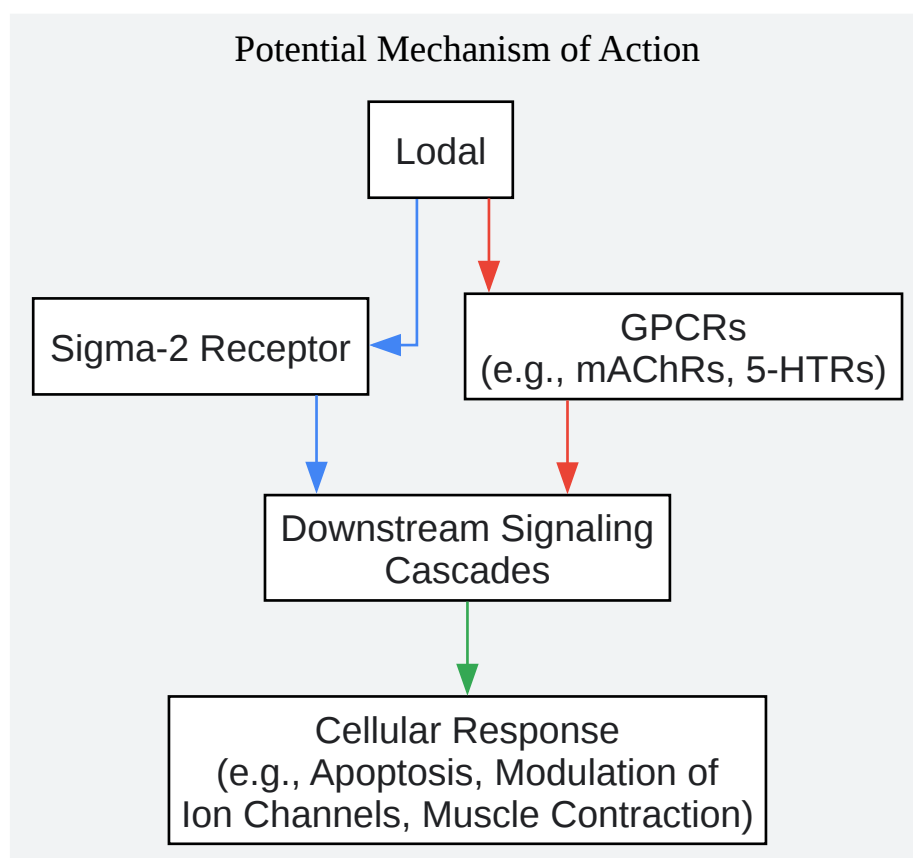 Potential Mechanism of Action
Lodal
Sigma-2 Receptor
GPCRs
(e.g., mAChRs, 5-HTRs)
Downstream Signaling
Cascades
Cellular Response
(e.g., Apoptosis, Modulation of
Ion Channels, Muscle Contraction)